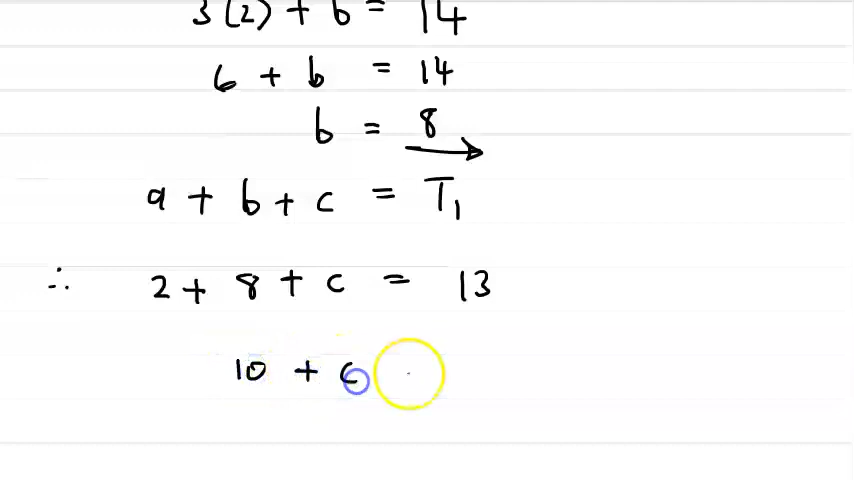 3(2) + b = 14
6 + b = 14
b = 8
a + b + c = T₁
∴ 2 + 8 + c = 13
10 + c